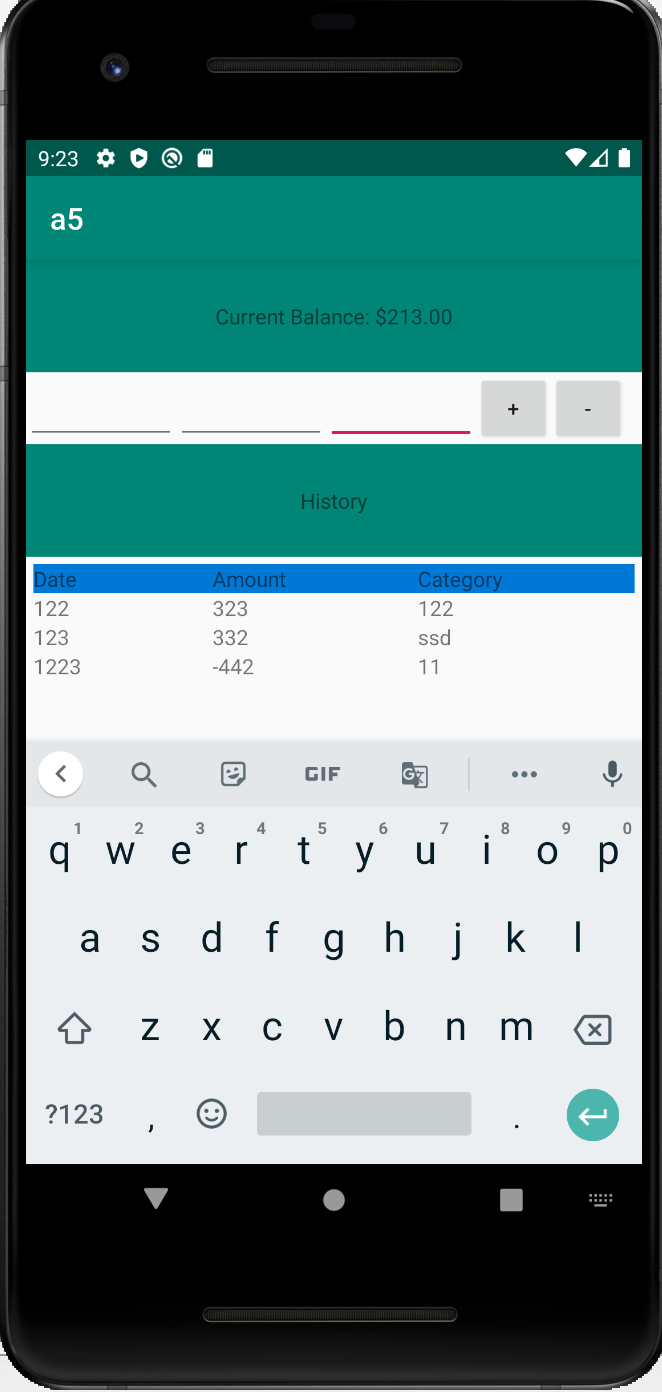 9:23
a5
Current Balance: $213.00
+ -
History
Date Amount Category
122 323 122
123 332 ssd
1223 -442 11
GIF G
1 2 3 4 5 6 7 8 9 0
q w e r t y u i o p
a s d f g h j k l
z x c v b n m
?123 , .